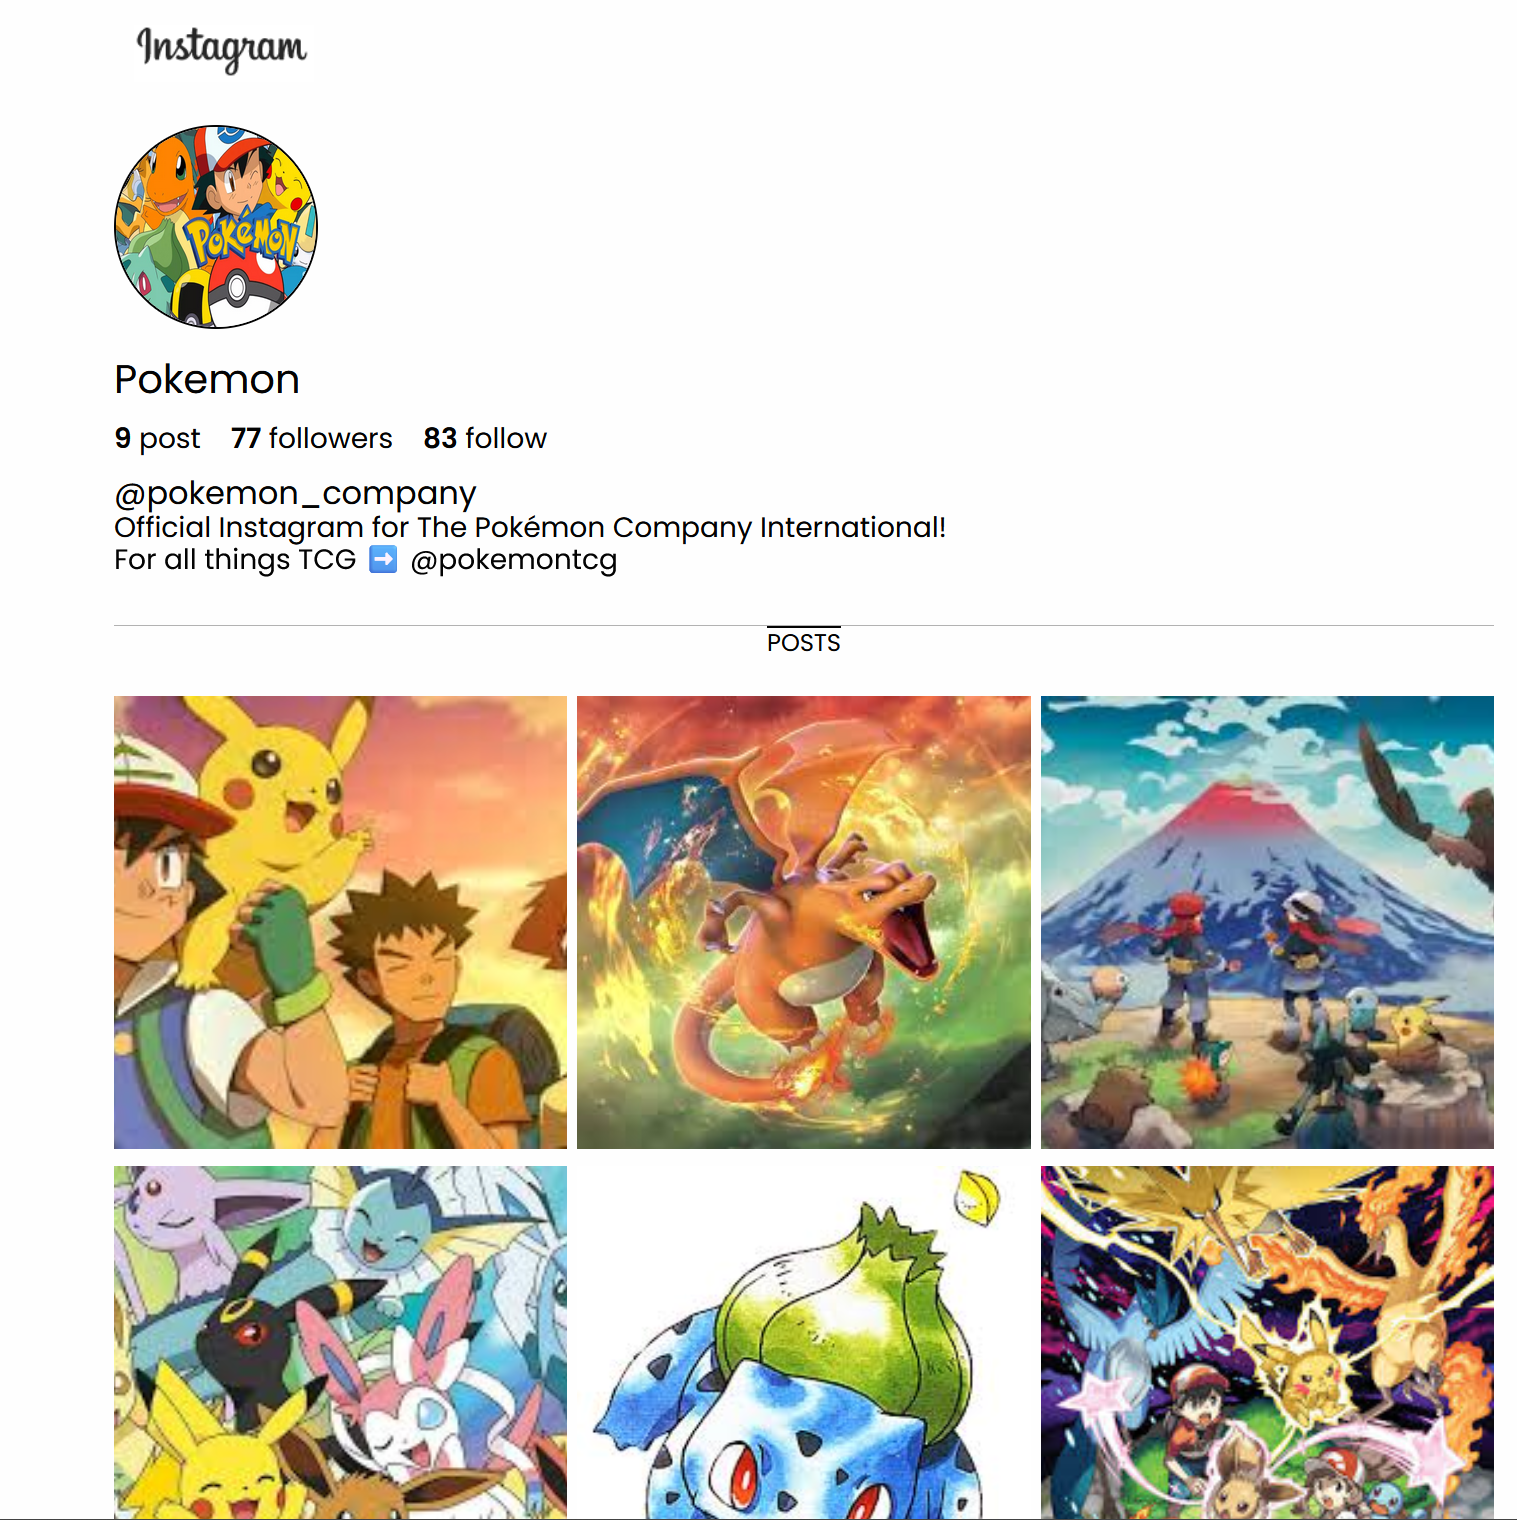 Instagram
POKéMON
Pokemon
9 post 77 followers 83 follow
@pokemon_company
Official Instagram for The Pokémon Company International!
For all things TCG ➡️ @pokemontcg
POSTS